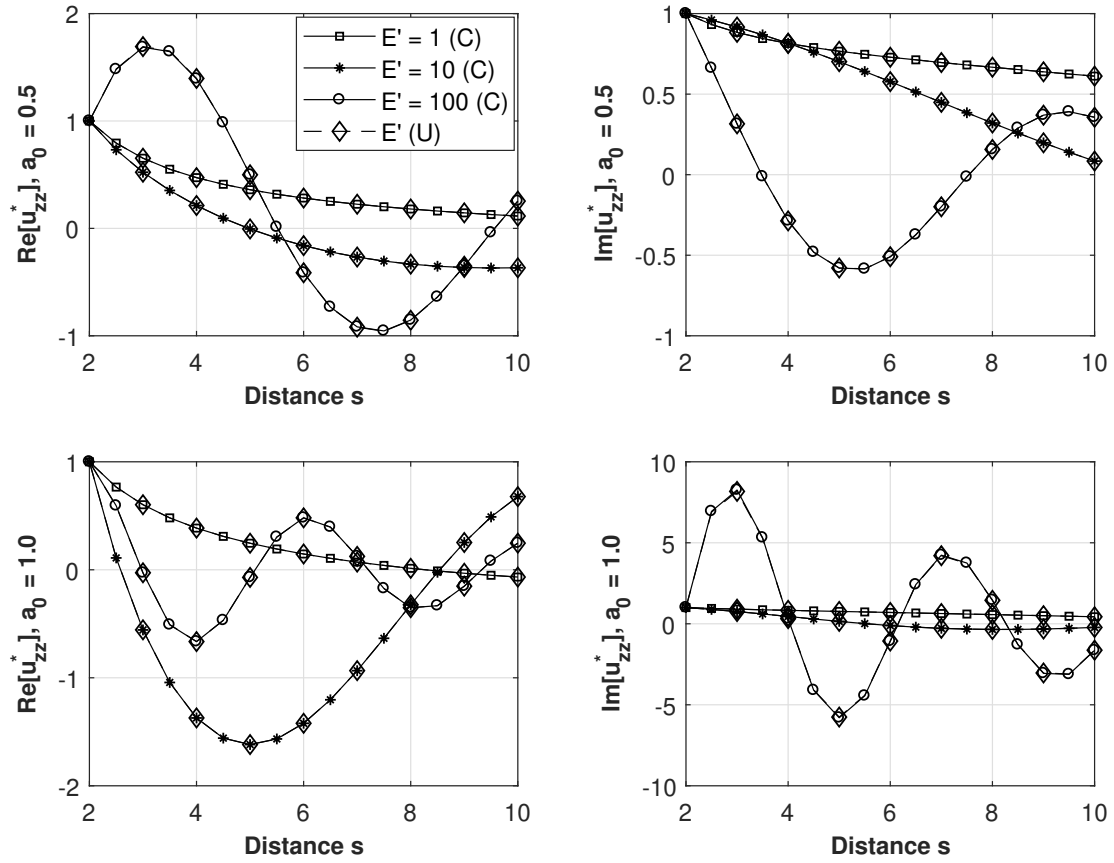 2
1
0
-1
2 4 6 8 10
Re[u*zz], a0 = 0.5
Distance s
E' = 1 (C)
E' = 10 (C)
E' = 100 (C)
E' (U)
1
0.5
0
-0.5
-1
2 4 6 8 10
Im[u*zz], a0 = 0.5
Distance s
1
0
-1
-2
2 4 6 8 10
Re[u*zz], a0 = 1.0
Distance s
10
5
0
-5
-10
2 4 6 8 10
Im[u*zz], a0 = 1.0
Distance s